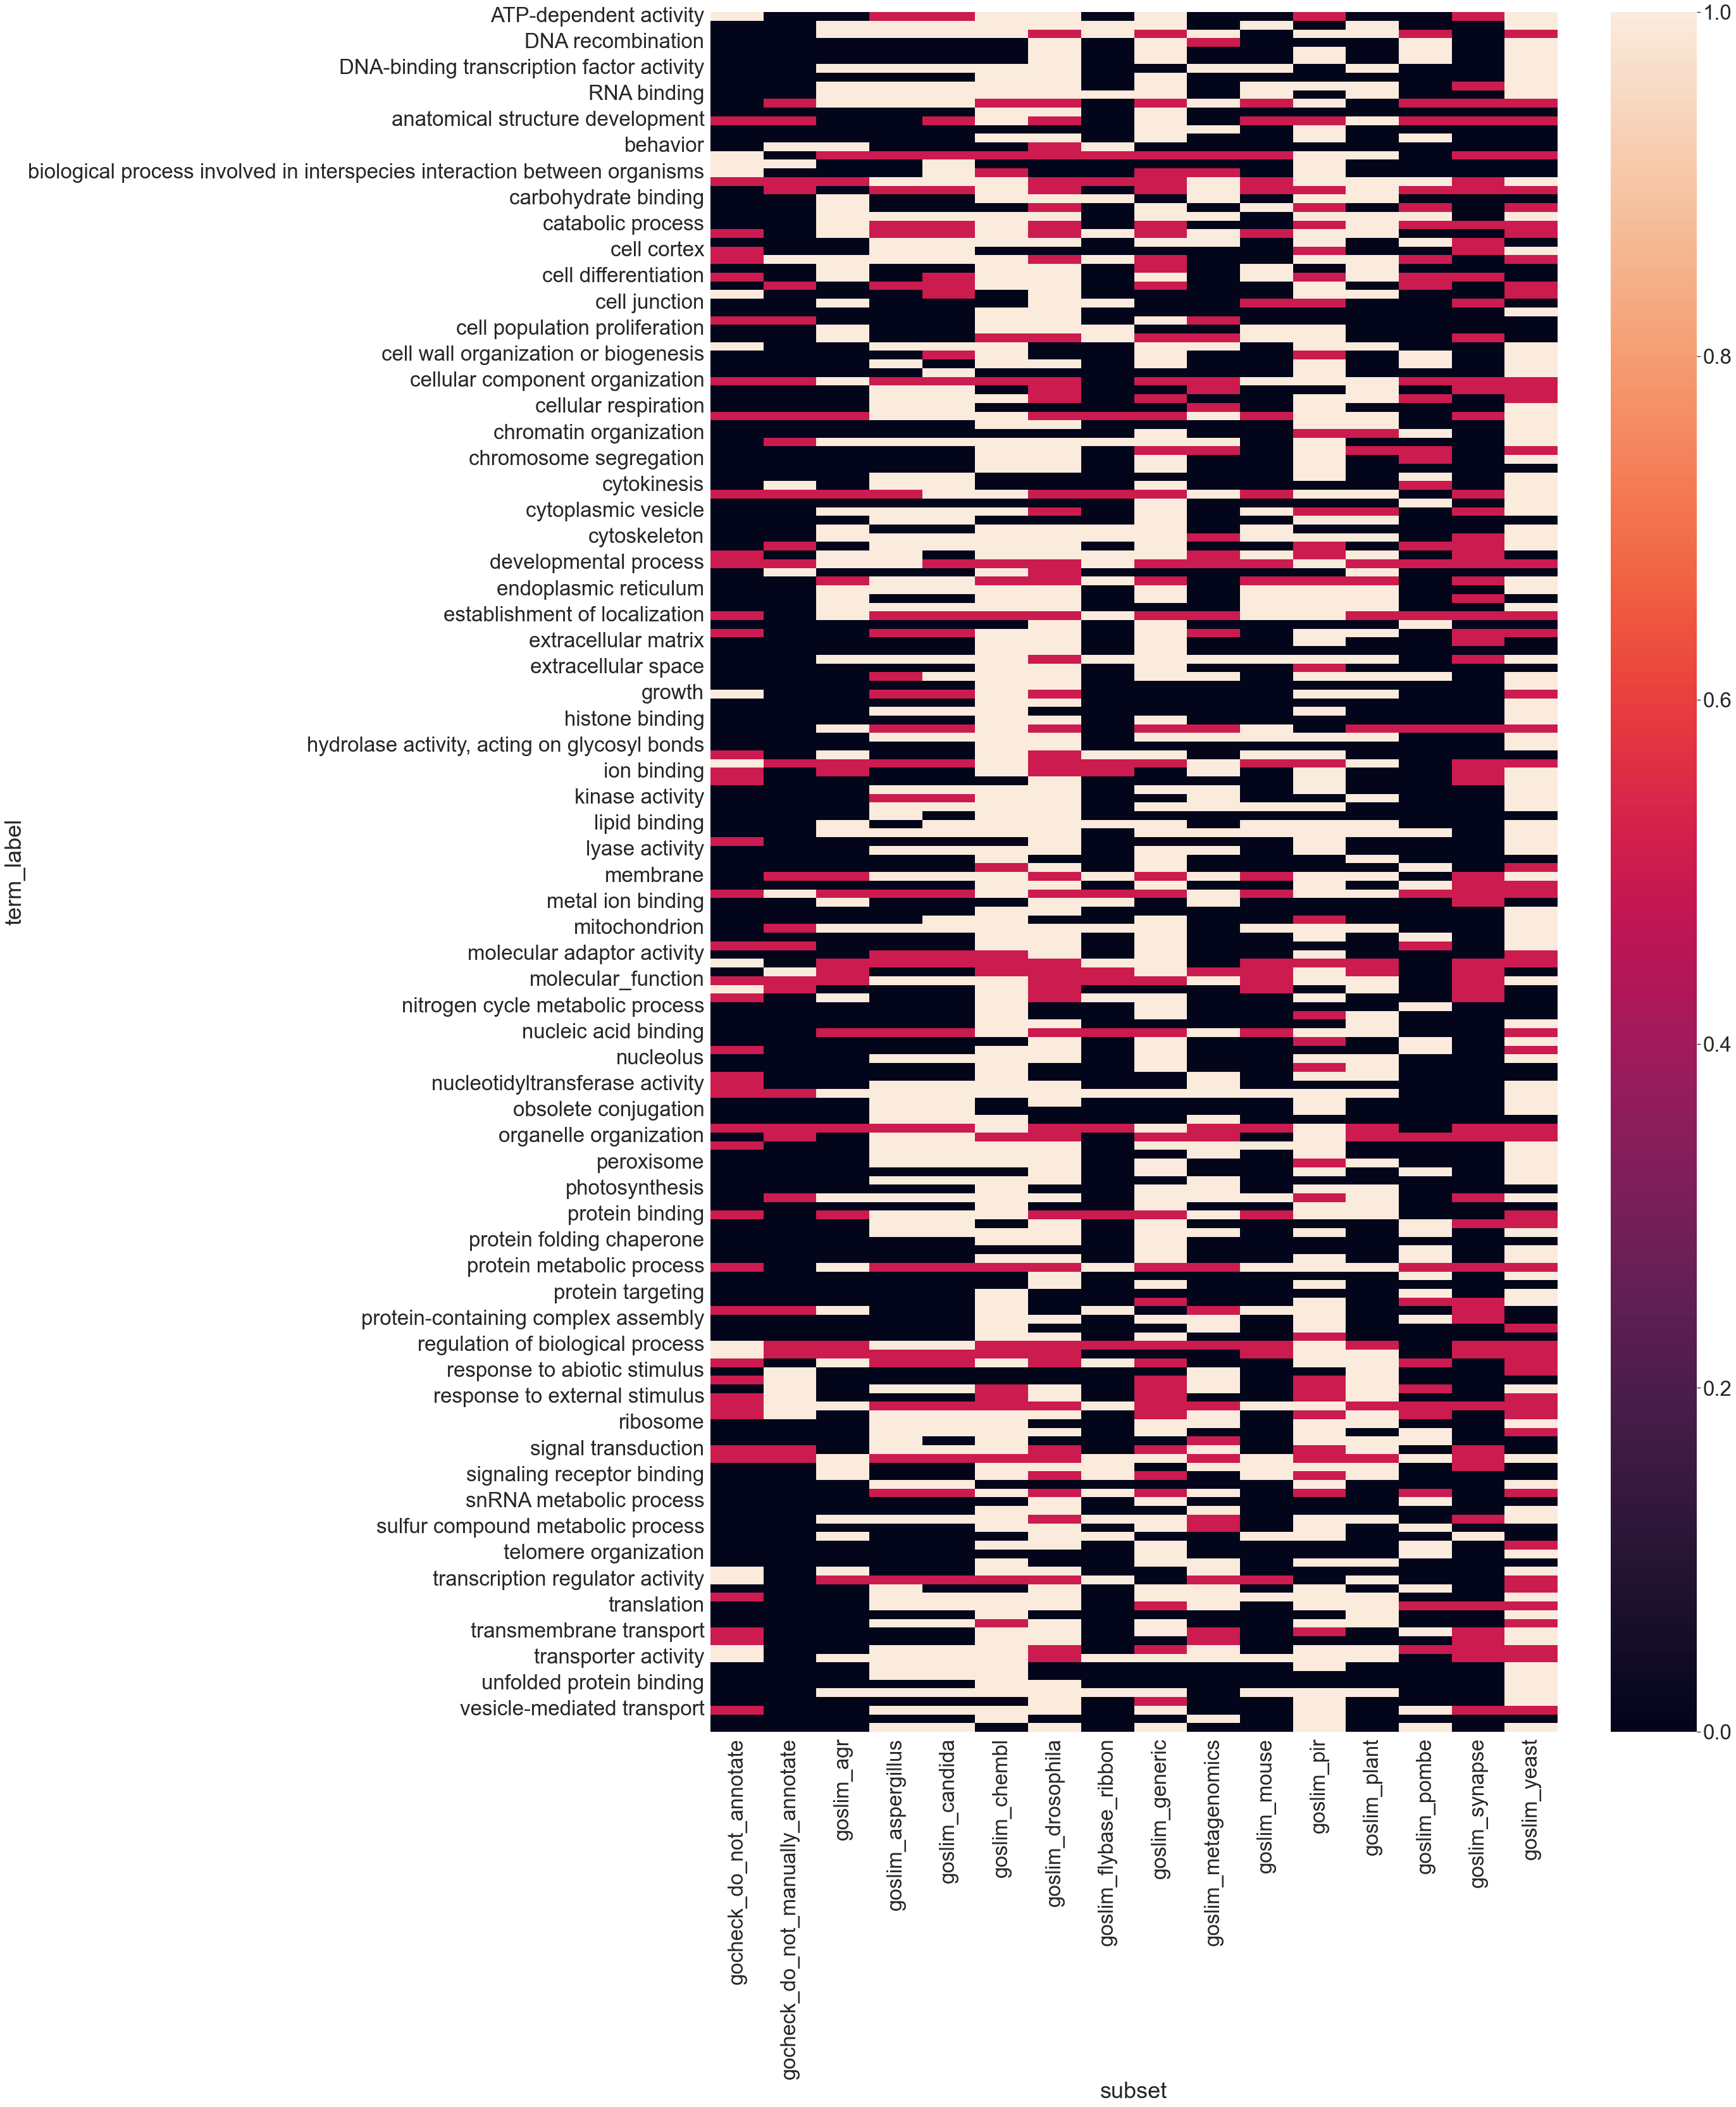 ATP-dependent activity
DNA recombination
DNA-binding transcription factor activity
RNA binding
anatomical structure development
behavior
biological process involved in interspecies interaction between organisms
carbohydrate binding
catabolic process
cell cortex
cell differentiation
cell junction
cell population proliferation
cell wall organization or biogenesis
cellular component organization
cellular respiration
chromatin organization
chromosome segregation
cytokinesis
cytoplasmic vesicle
cytoskeleton
developmental process
endoplasmic reticulum
establishment of localization
extracellular matrix
extracellular space
growth
histone binding
hydrolase activity, acting on glycosyl bonds
ion binding
kinase activity
lipid binding
lyase activity
membrane
metal ion binding
mitochondrion
molecular adaptor activity
molecular_function
nitrogen cycle metabolic process
nucleic acid binding
nucleolus
nucleotidyltransferase activity
obsolete conjugation
organelle organization
peroxisome
photosynthesis
protein binding
protein folding chaperone
protein metabolic process
protein targeting
protein-containing complex assembly
regulation of biological process
response to abiotic stimulus
response to external stimulus
ribosome
signal transduction
signaling receptor binding
snRNA metabolic process
sulfur compound metabolic process
telomere organization
transcription regulator activity
translation
transmembrane transport
transporter activity
unfolded protein binding
vesicle-mediated transport
term_label
gocheck_do_not_annotate
gocheck_do_not_manually_annotate
goslim_agr
goslim_aspergillus
goslim_candida
goslim_chembl
goslim_drosophila
goslim_flybase_ribbon
goslim_generic
goslim_metagenomics
goslim_mouse
goslim_pir
goslim_plant
goslim_pombe
goslim_synapse
goslim_yeast
subset
1.0
0.8
0.6
0.4
0.2
0.0